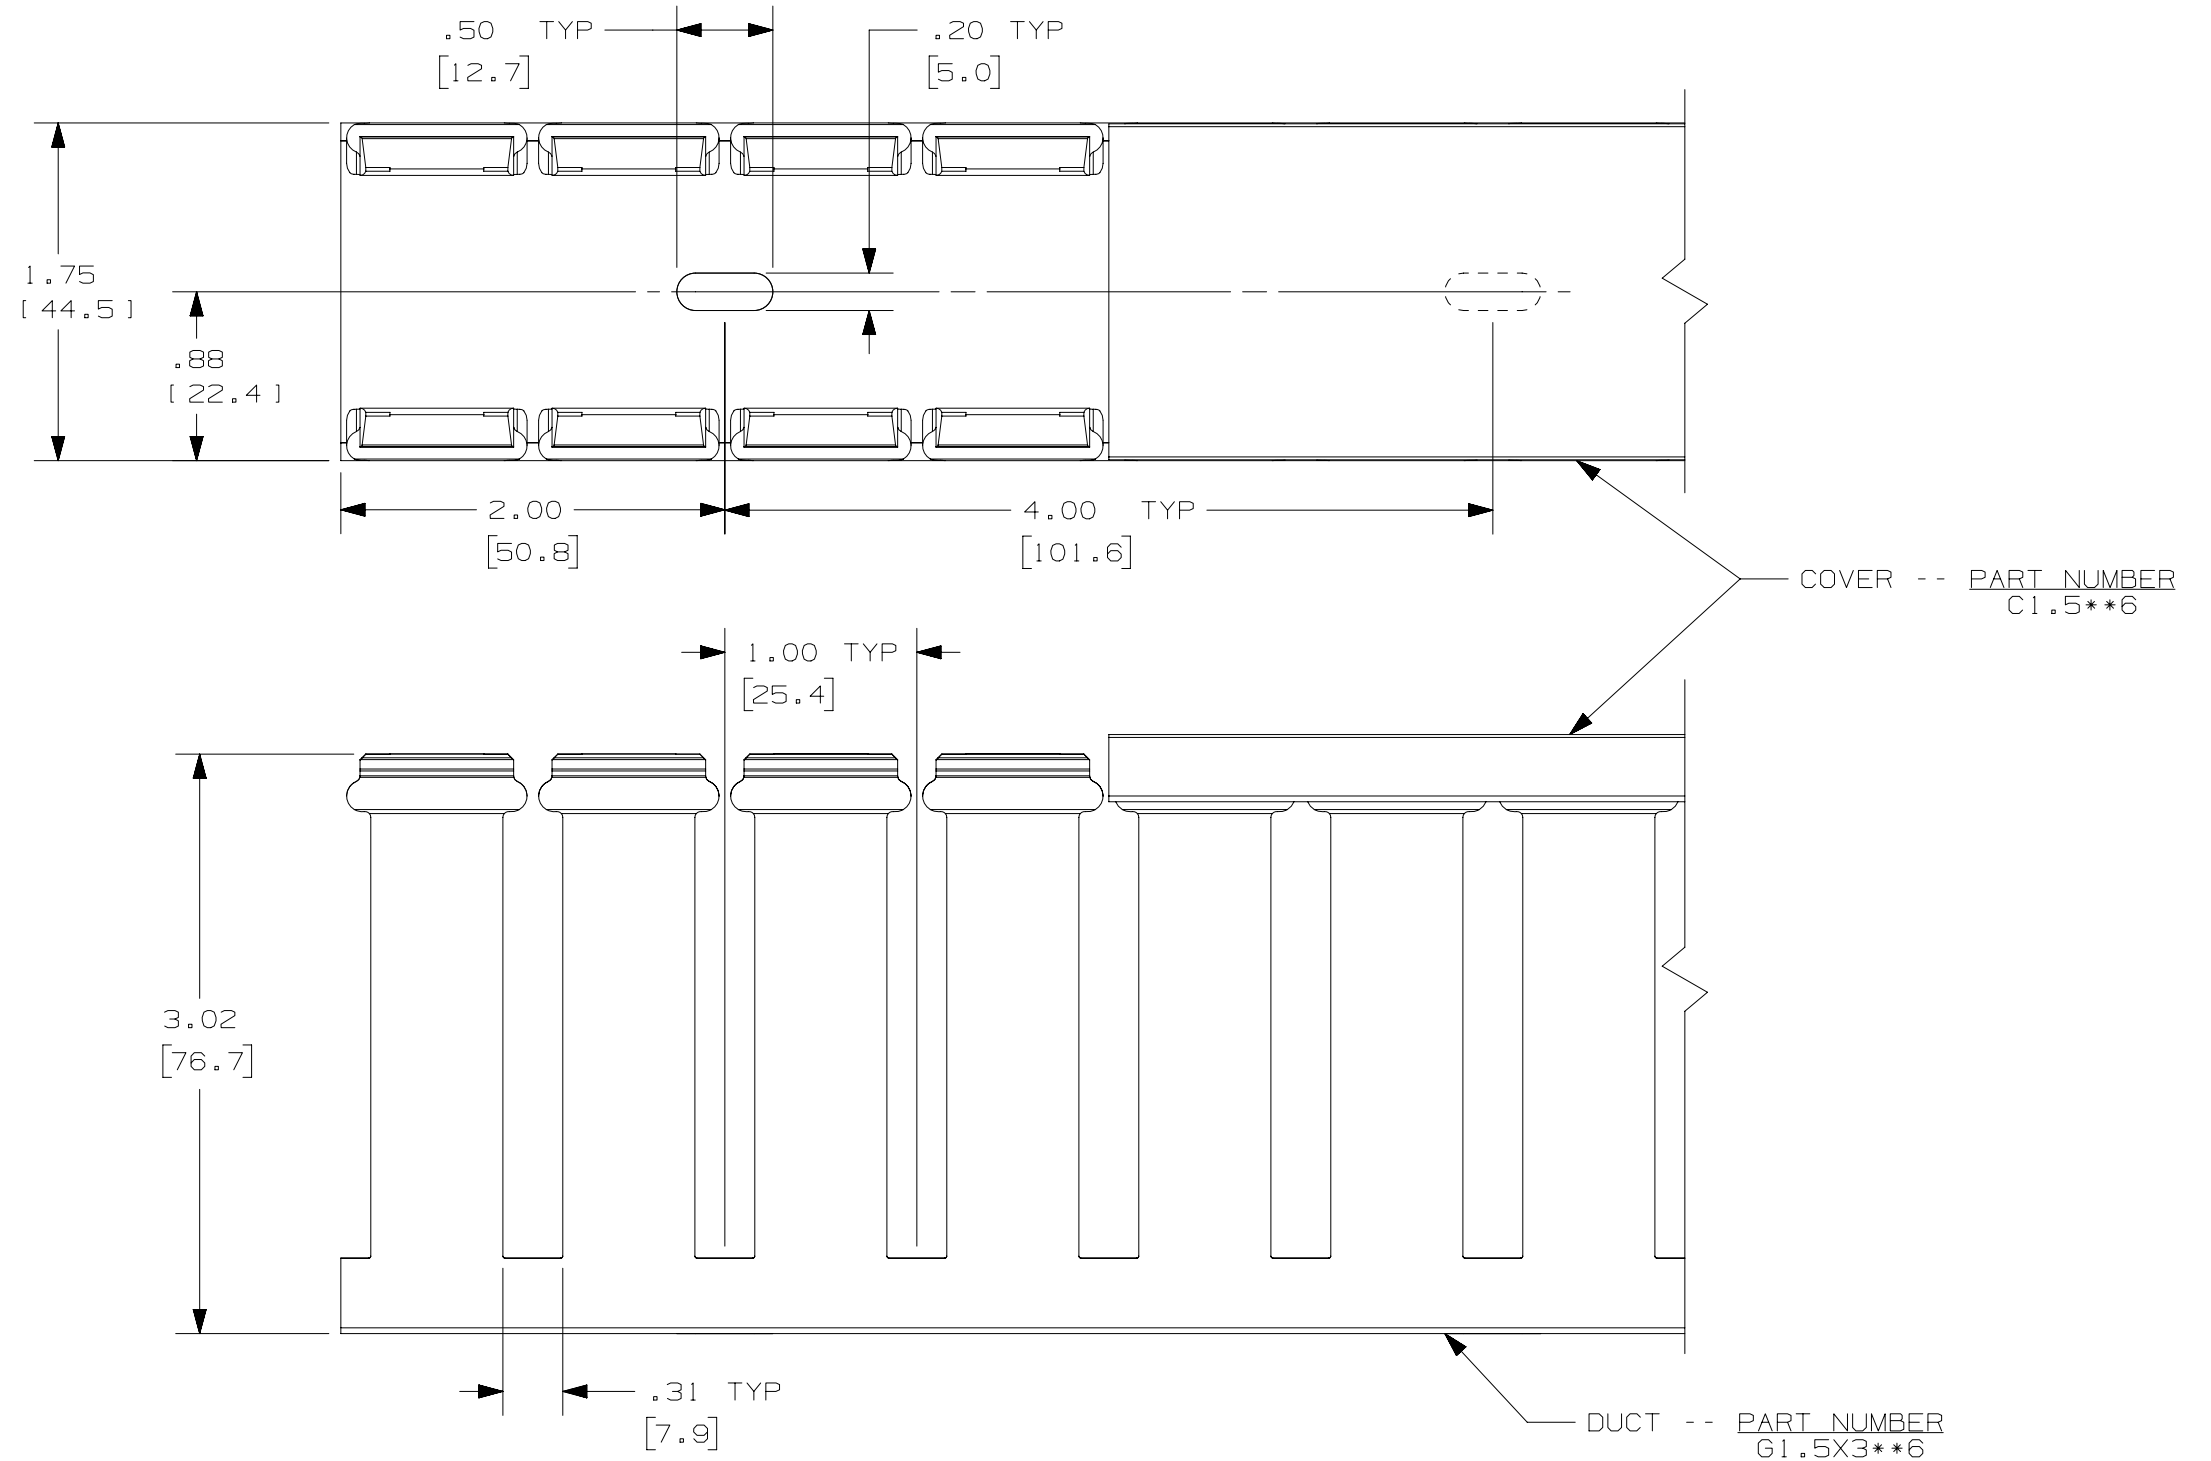 .50 TYP
[12.7]
.20 TYP
[5.0]
1.75
[44.5]
.88
[22.4]
2.00
[50.8]
4.00 TYP
[101.6]
COVER -- PART NUMBER
C1.5**6
1.00 TYP
[25.4]
3.02
[76.7]
.31 TYP
[7.9]
DUCT -- PART NUMBER
G1.5X3**6